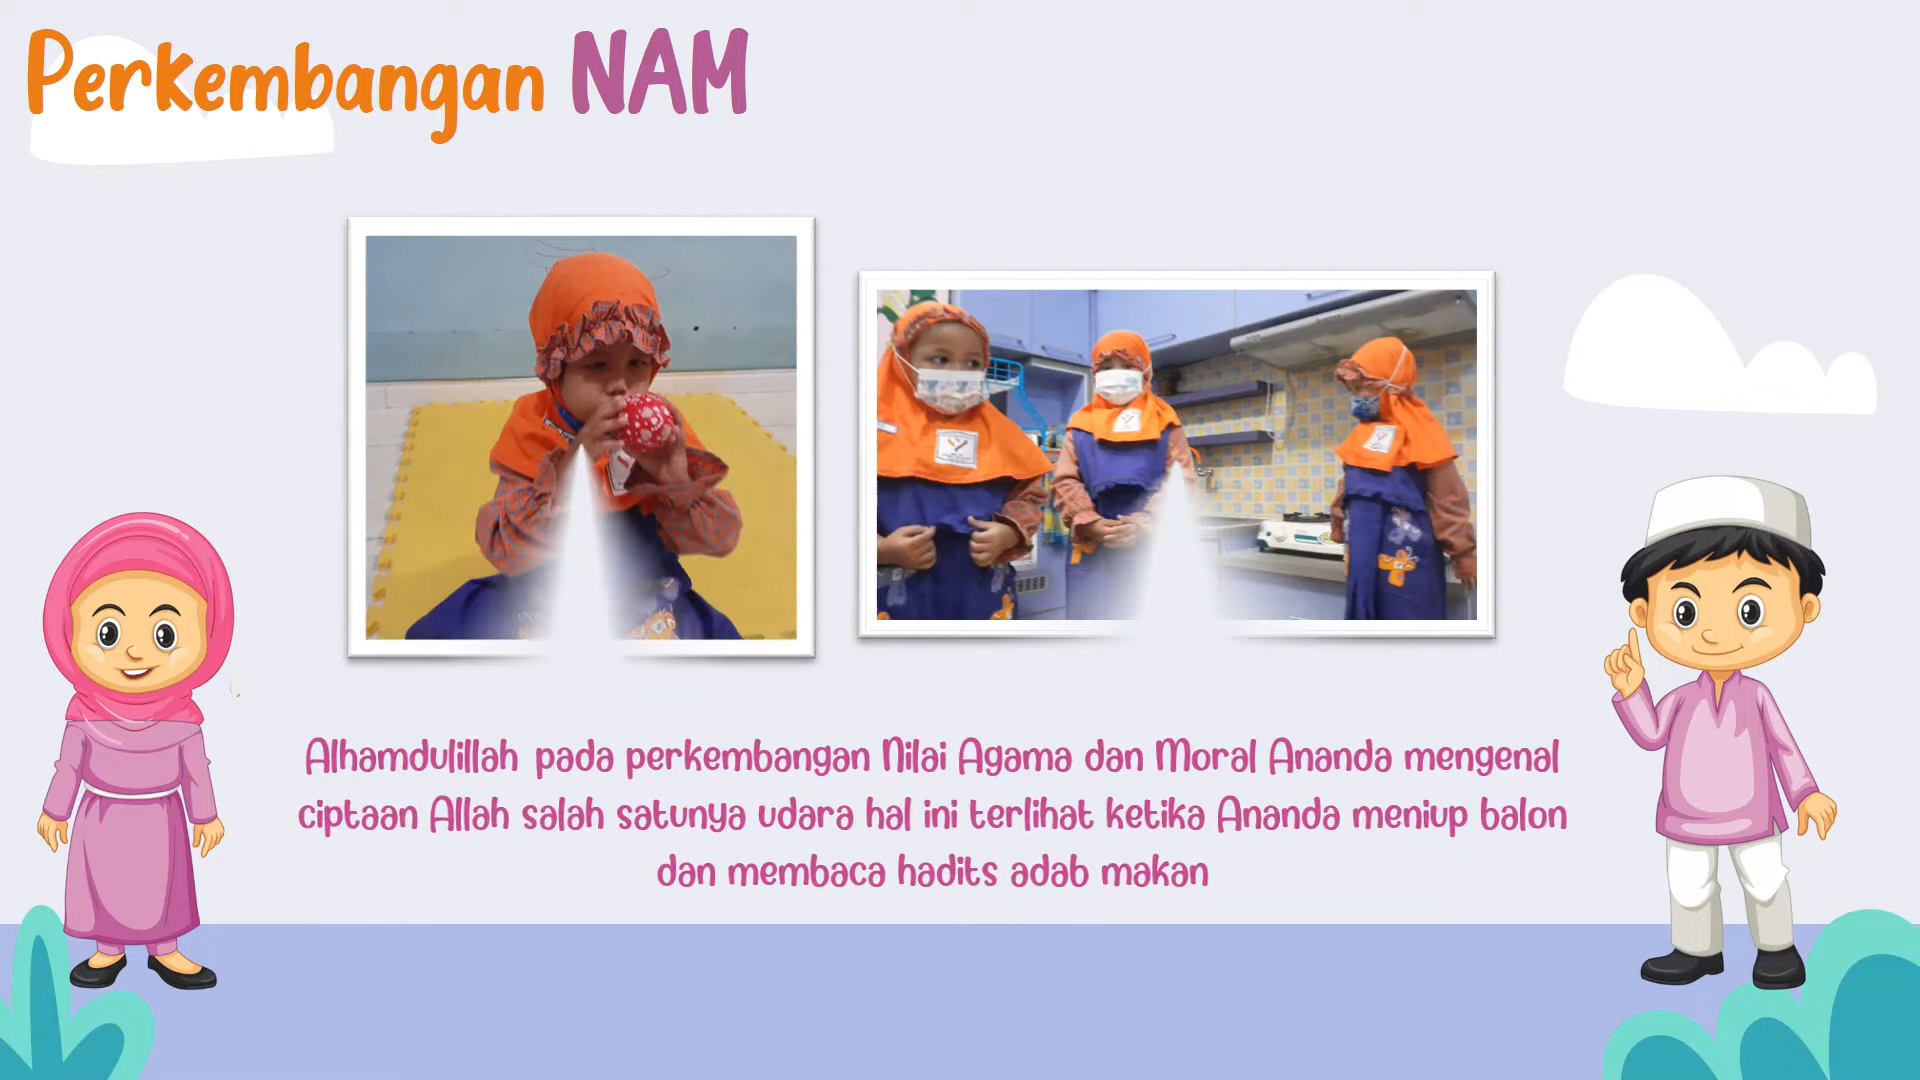 Perkembangan NAM
Alhamdulillah pada perkembangan Nilai Agama dan Moral Ananda mengenal
ciptaan Allah salah satunya udara hal ini terlihat ketika Ananda meniup balon
dan membaca hadits adab makan